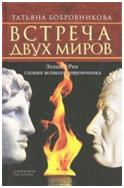 ТАТЬЯНА БОБРОВНИКОВА
ВСТРЕЧА
ДВУХ МИРОВ
Эллада и Рим
глазами великого современника